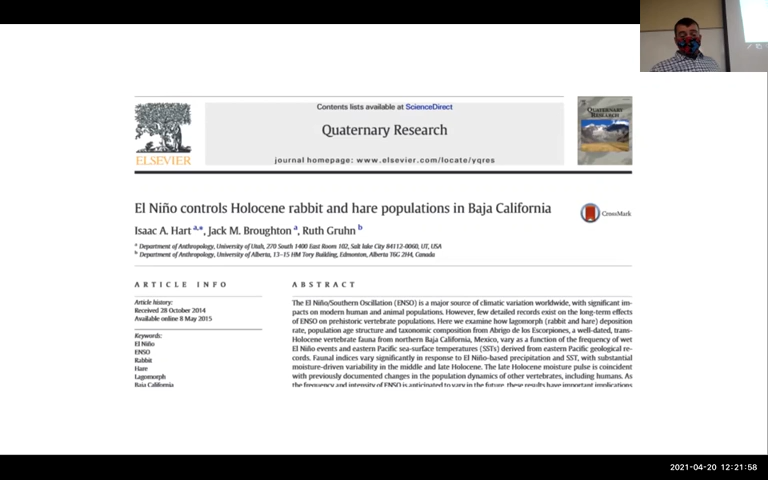 Contents lists available at ScienceDirect
Quaternary Research
journal homepage: www.elsevier.com/locate/yqres
ELSEVIER
QUATERNARY
RESEARCH
El Niño controls Holocene rabbit and hare populations in Baja California
CrossMark
Isaac A. Hart a,*, Jack M. Broughton a, Ruth Gruhn b
a Department of Anthropology, University of Utah, 270 South 1400 East Room 102, Salt lake City 84112-0060, UT, USA
b Department of Anthropology, University of Alberta, 13–15 HM Tory Building, Edmonton, Alberta T6G 2H4, Canada
ARTICLE INFO
Article history:
Received 28 October 2014
Available online 8 May 2015
Keywords:
El Niño
ENSO
Rabbit
Hare
Lagomorph
Baja California
ABSTRACT
The El Niño/Southern Oscillation (ENSO) is a major source of climatic variation worldwide, with significant im-
pacts on modern human and animal populations. However, few detailed records exist on the long-term effects
of ENSO on prehistoric vertebrate populations. Here we examine how lagomorph (rabbit and hare) deposition
rate, population age structure and taxonomic composition from Abrigo de los Escorpiones, a well-dated, trans-
Holocene vertebrate fauna from northern Baja California, Mexico, vary as a function of the frequency of wet
El Niño events and eastern Pacific sea-surface temperatures (SSTs) derived from eastern Pacific geological re-
cords. Faunal indices vary significantly in response to El Niño-based precipitation and SST, with substantial
moisture-driven variability in the middle and late Holocene. The late Holocene moisture pulse is coincident
with previously documented changes in the population dynamics of other vertebrates, including humans. As
the frequency and intensity of ENSO is anticipated to vary in the future, these results have important implications
2021-04-20 12:21:58